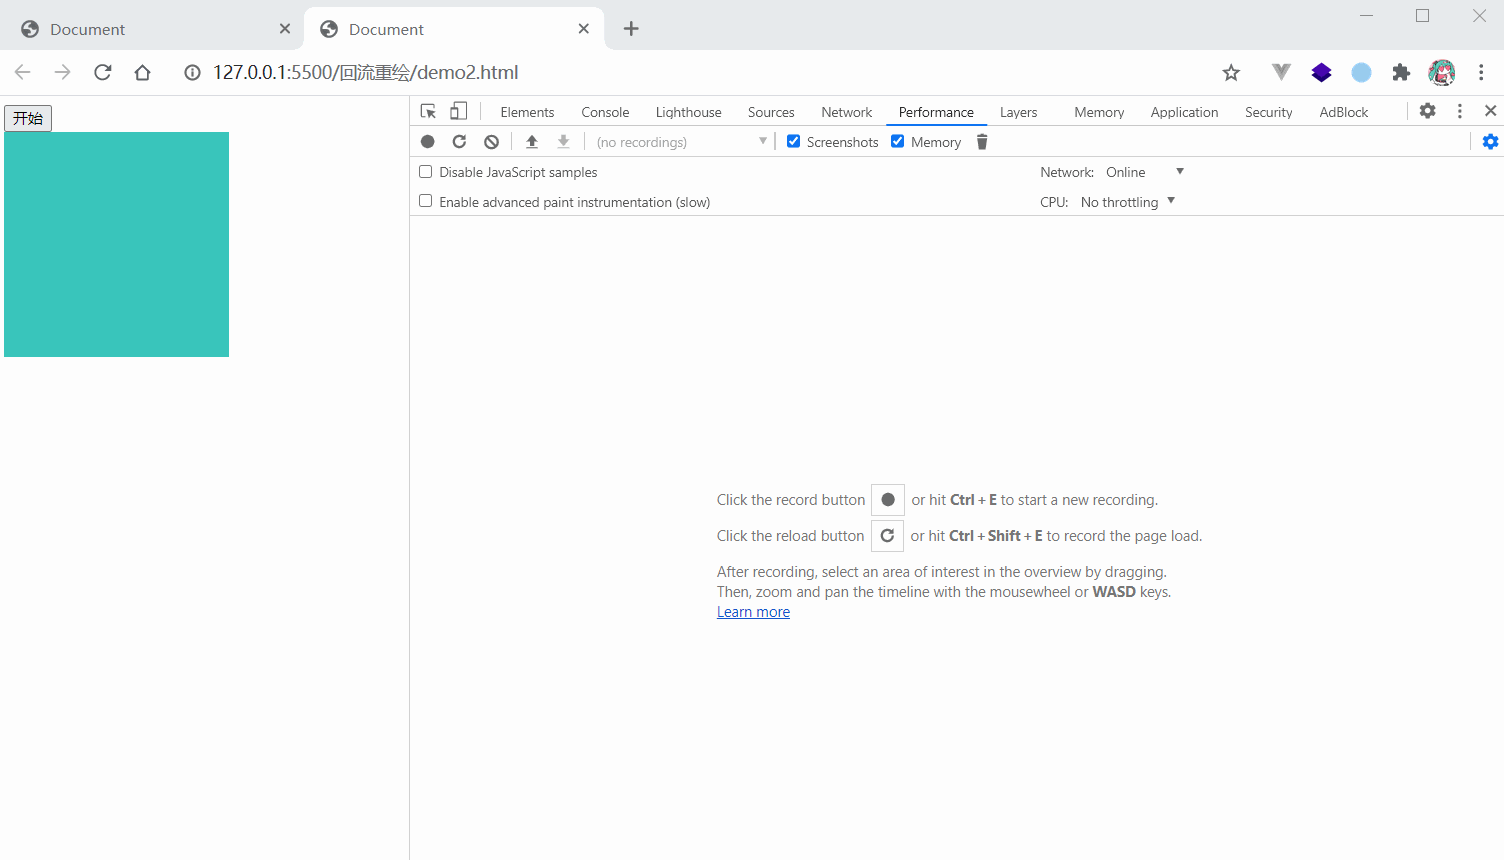 Document
Document
127.0.0.1:5500/回流重绘/demo2.html
开始
Elements Console Lighthouse Sources Network Performance Layers Memory Application Security AdBlock
(no recordings) Screenshots Memory
Disable JavaScript samples Network: Online
Enable advanced paint instrumentation (slow) CPU: No throttling
Click the record button or hit Ctrl + E to start a new recording.
Click the reload button or hit Ctrl + Shift + E to record the page load.
After recording, select an area of interest in the overview by dragging.
Then, zoom and pan the timeline with the mousewheel or WASD keys.
Learn more